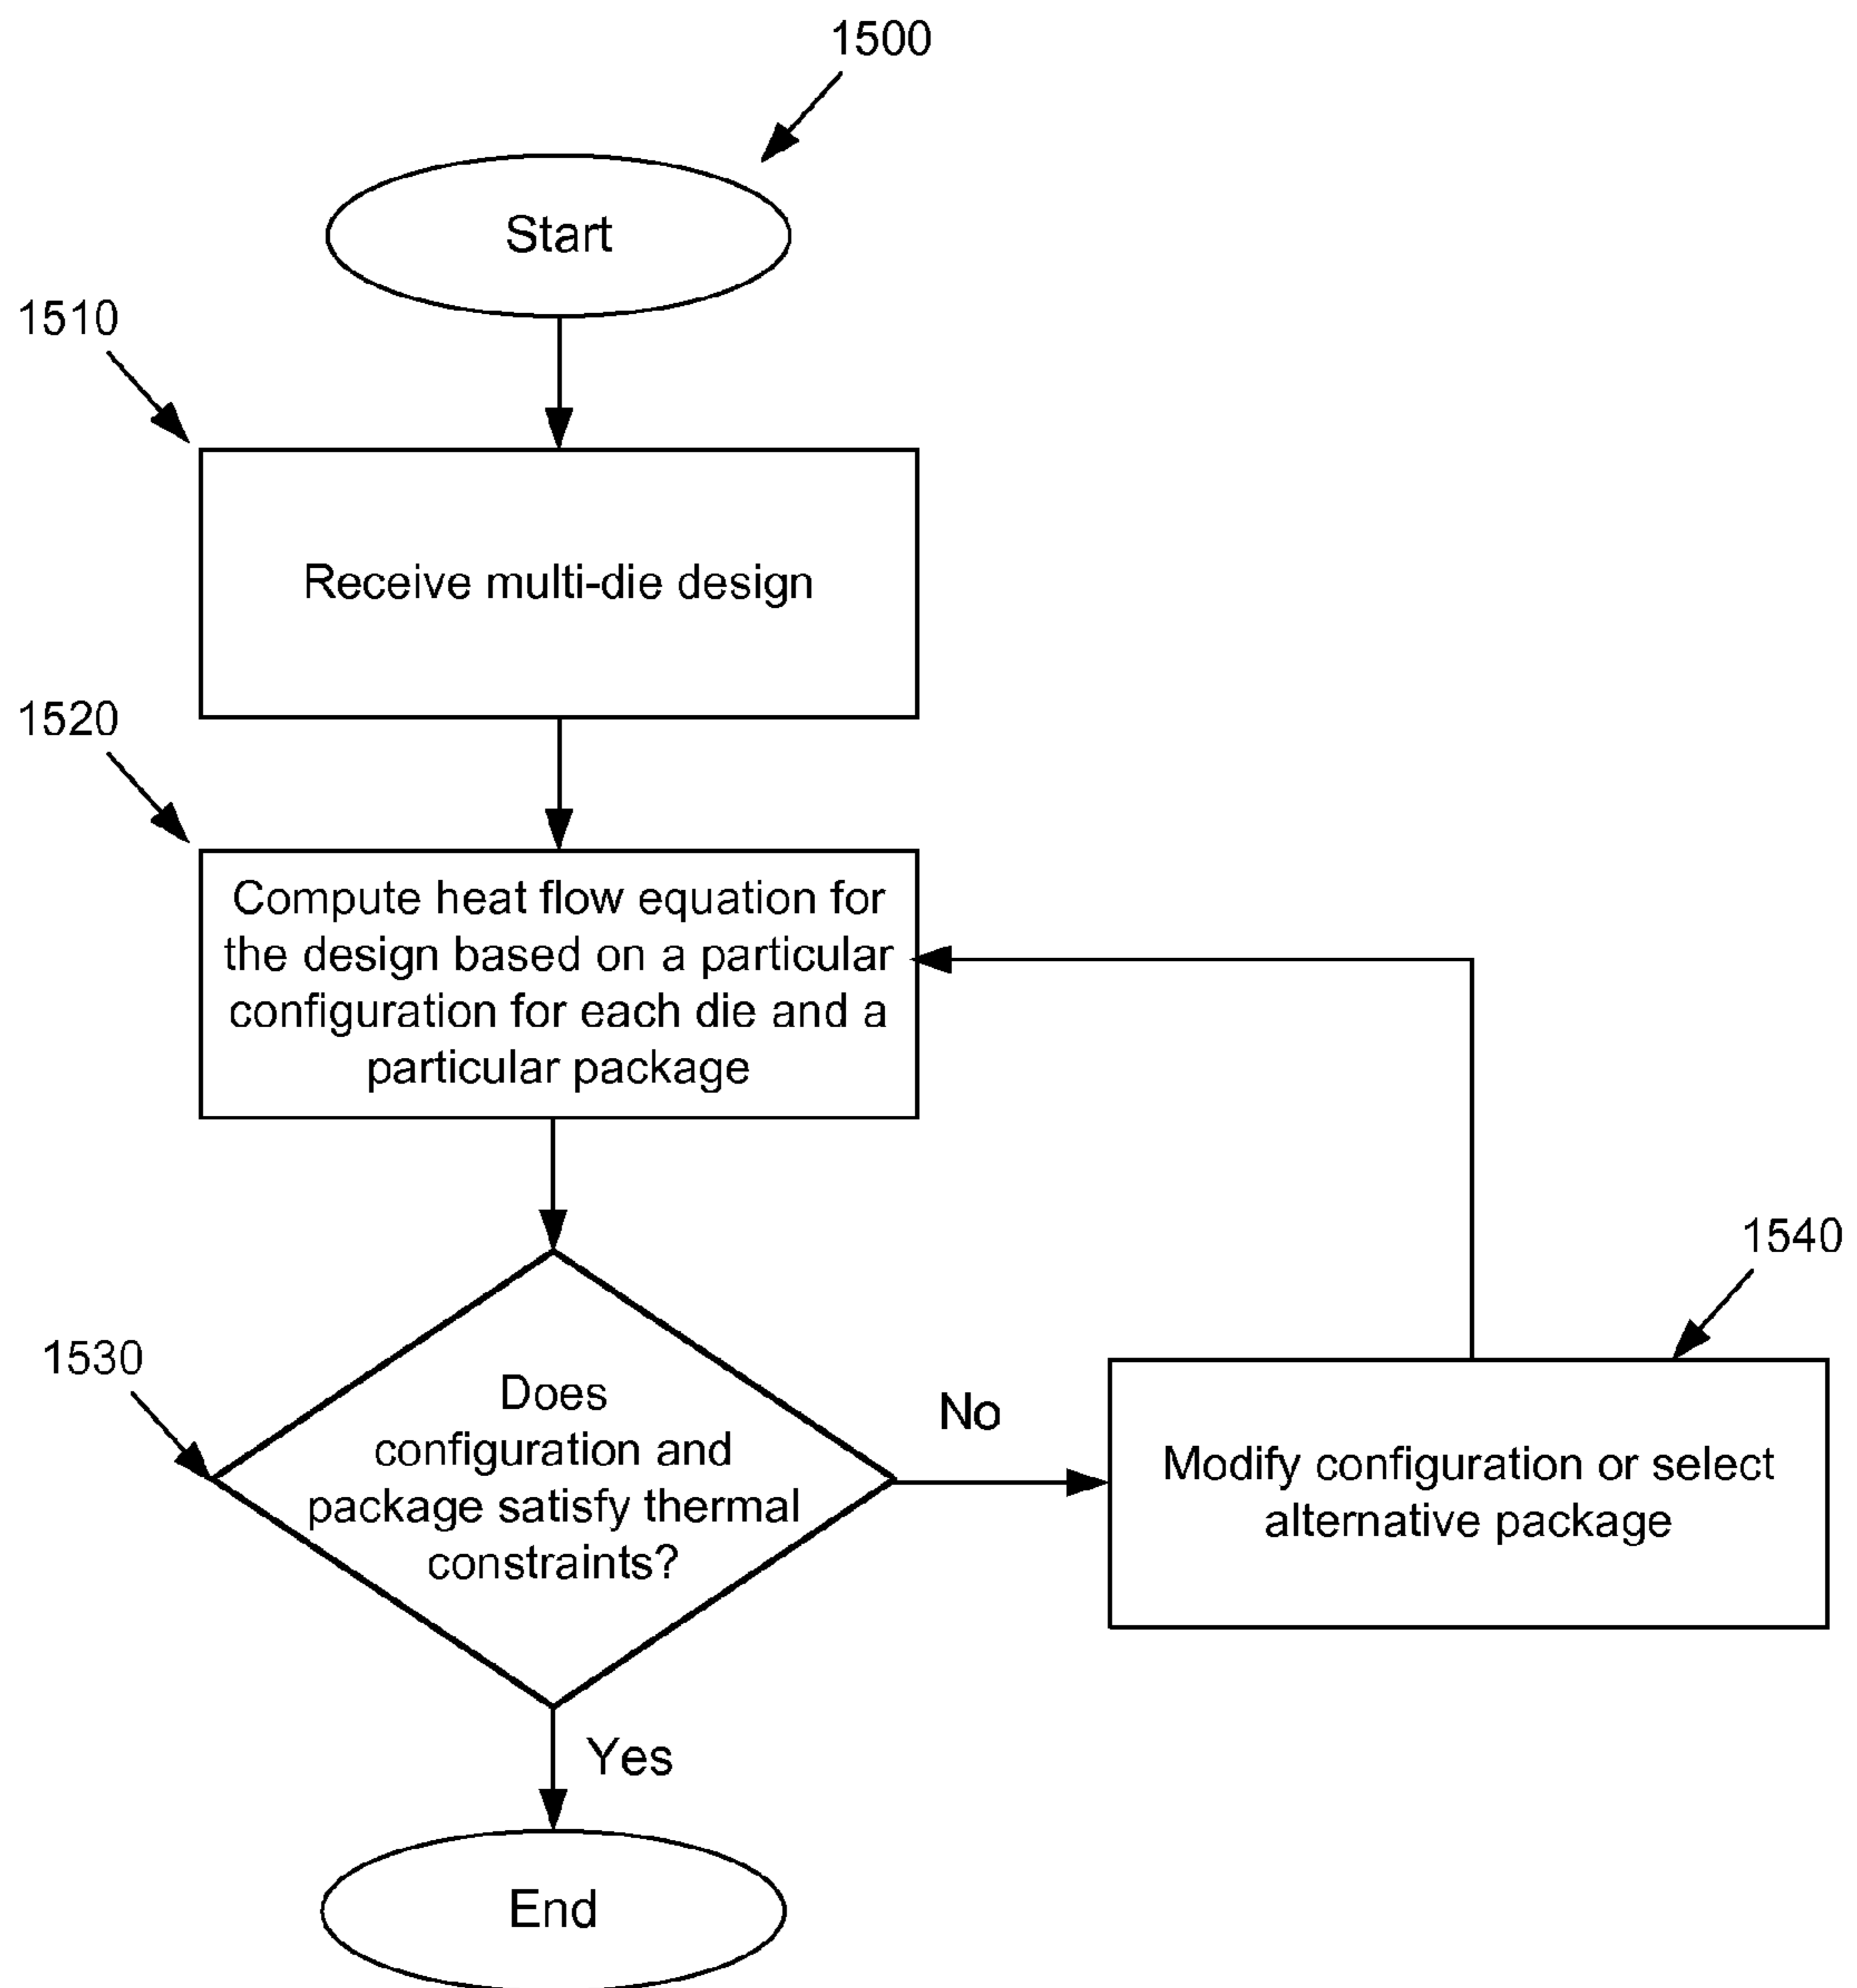 1500
Start
1510
Receive multi-die design
1520
Compute heat flow equation for
the design based on a particular
configuration for each die and a
particular package
1530
Does
configuration and
package satisfy thermal
constraints?
No
1540
Modify configuration or select
alternative package
Yes
End